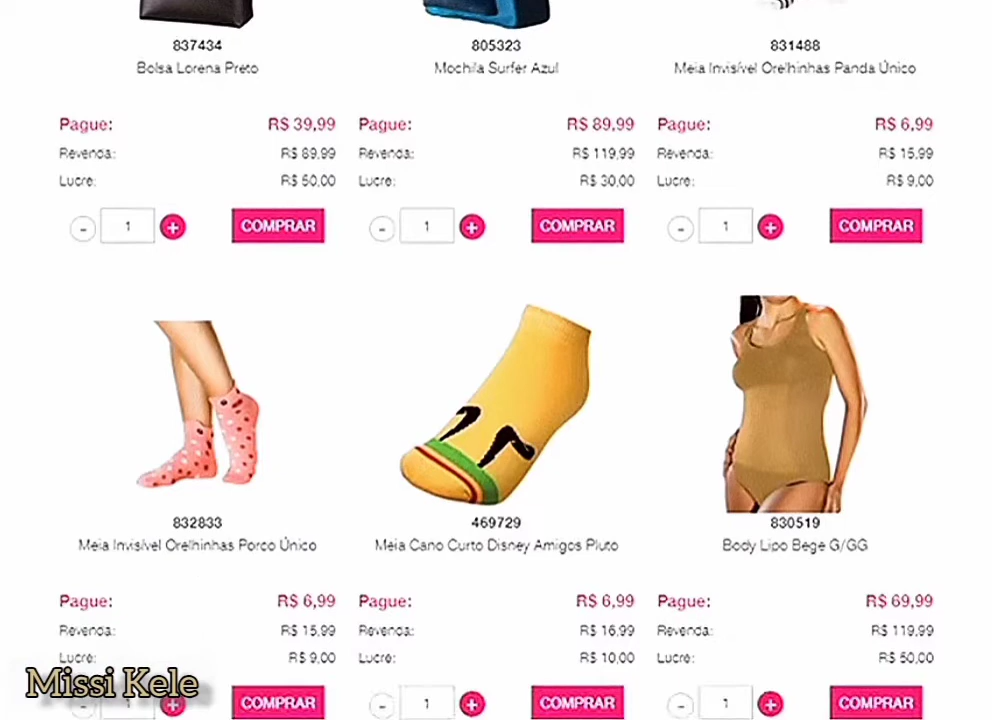 837434
Bolsa Lorena Preto
Pague: R$ 39,99
Revenda: R$ 89,99
Lucre: R$ 50,00
- 1 + COMPRAR
805323
Mochila Surfer Azul
Pague: R$ 89,99
Revenda: R$ 119,99
Lucre: R$ 30,00
- 1 + COMPRAR
831488
Meia Invisível Orelhinhas Panda Único
Pague: R$ 6,99
Revenda: R$ 15,99
Lucre: R$ 9,00
- 1 + COMPRAR
832833
Meia Invisível Orelhinhas Porco Único
Pague: R$ 6,99
Revenda: R$ 15,99
Lucre: R$ 9,00
1 + COMPRAR
469729
Meia Cano Curto Disney Amigos Pluto
Pague: R$ 6,99
Revenda: R$ 16,99
Lucre: R$ 10,00
- 1 + COMPRAR
830519
Body Lipo Bege G/GG
Pague: R$ 69,99
Revenda: R$ 119,99
Lucre: R$ 50,00
- 1 + COMPRAR
Missi Kele